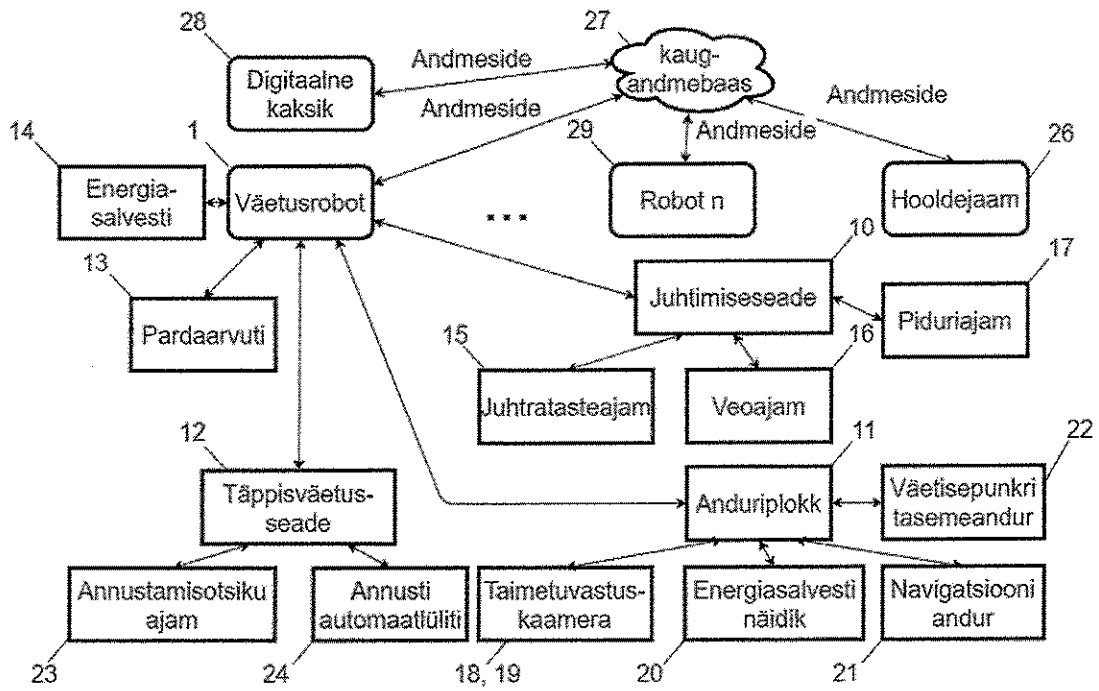 28
Digitaalne
kaksik
Andmeside
27
kaug-
andmebaas
Andmeside
Andmeside
Andmeside
14
Energia-
salvesti
1
Väetusrobot
...
29
Robot n
26
Hooldejaam
13
Pardaarvuti
10
Juhtimiseseade
17
Piduriajam
15
Juhtratasteajam
16
Veoajam
12
Täppisväetus-
seade
11
Anduriplokk
22
Väetisepunkri
tasemeandur
Annustamisotsiku
ajam
23
Annusti
automaatlüliti
24
Taimetuvastus-
kaamera
18, 19
Energiasalvesti
näidik
20
Navigatsiooni
andur
21